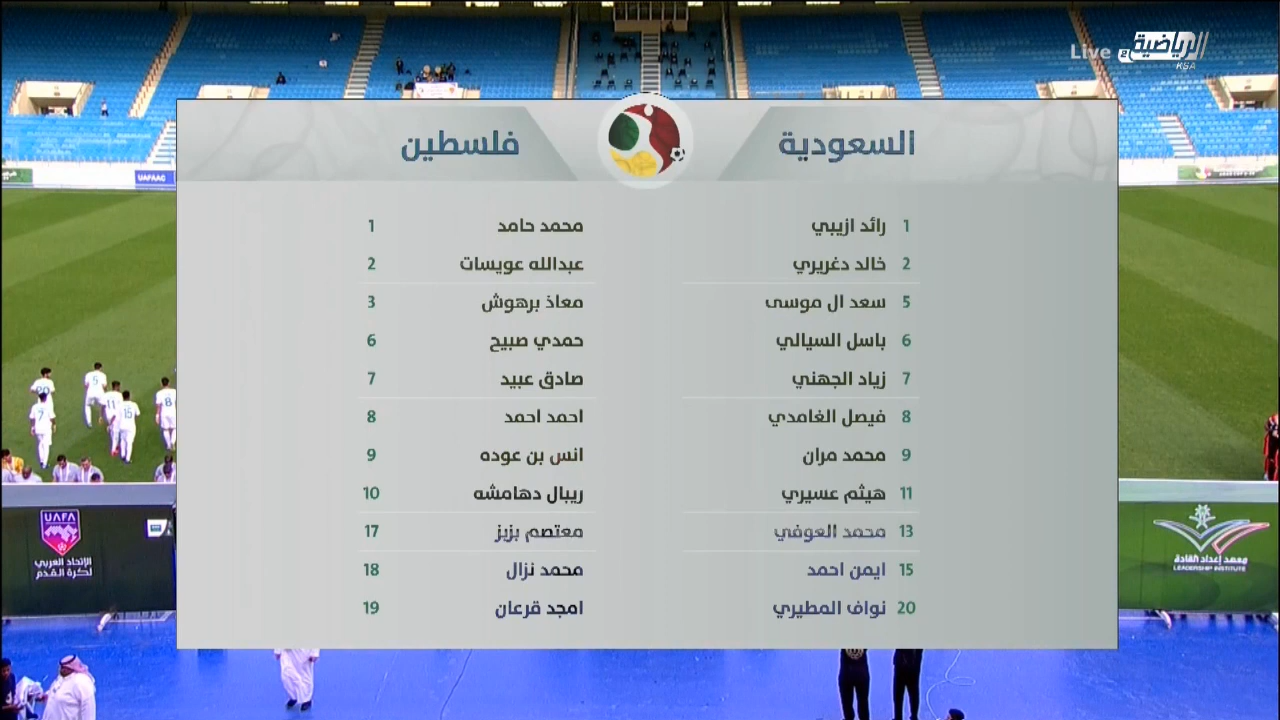 Live الرياضية 2
KSA
السعودية فلسطين
1 رائد ازيبي محمد حامد 1
2 خالد دغريري عبدالله عويسات 2
5 سعد ال موسى معاذ برهوش 3
6 باسل السيالي حمدي صبيح 6
7 زياد الجهني صادق عبيد 7
8 فيصل الغامدي احمد احمد 8
9 محمد مران انس بن عوده 9
11 هيثم عسيري ريبال دهامشه 10
13 محمد العوفي معتصم بزيز 17
15 ايمن احمد محمد نزال 18
20 نواف المطيري امجد قرعان 19
UAFAAC
UAFA
الإتحاد العربي
لكرة القدم
معهد إعداد القادة
LEADERSHIP INSTITUTE